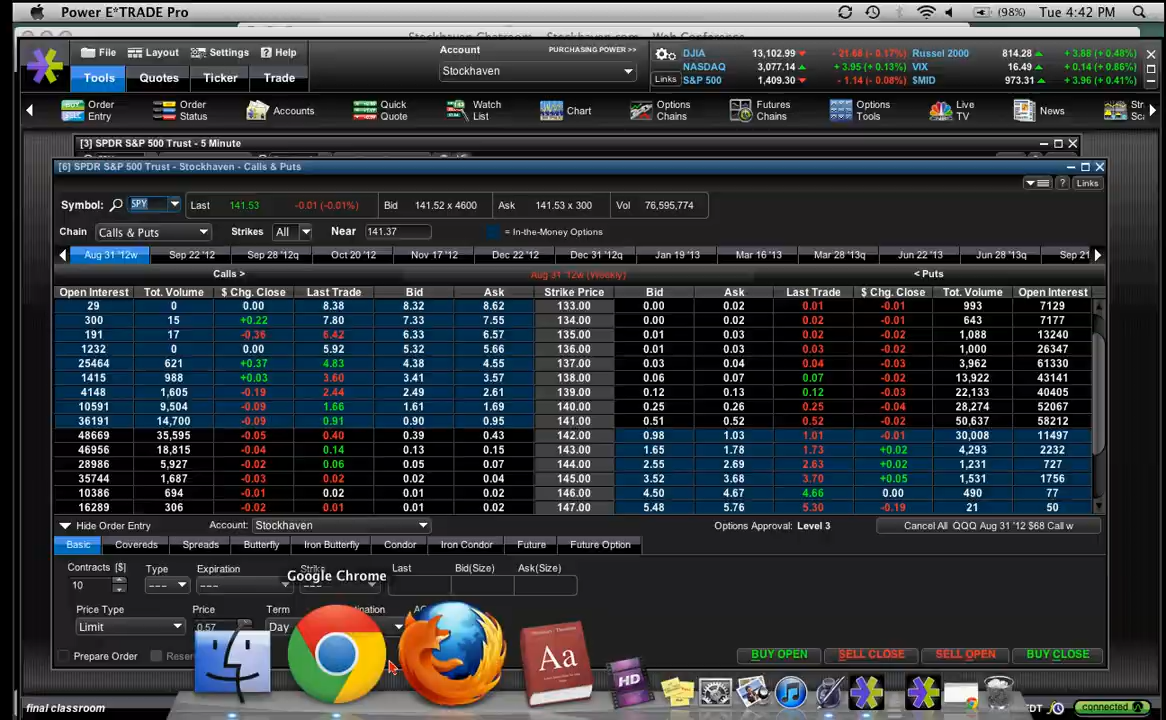 Power E*TRADE Pro (98%) Tue 4:42 PM
File Layout Settings Help
Tools Quotes Ticker Trade
Account PURCHASING POWER >>
Stockhaven
Links
DJIA 13,102.99 -21.68 (-0.17%) Russel 2000 814.28 +3.88 (+0.48%)
NASDAQ 3,077.14 +3.95 (+0.13%) VIX 16.49 +0.14 (+0.86%)
S&P 500 1,409.30 -1.14 (-0.08%) $MID 973.31 +3.96 (+0.41%)
Order Entry
Order Status
Accounts
Quick Quote
Watch List
Chart
Options Chains
Futures Chains
Options Tools
Live TV
News
[3] SPDR S&P 500 Trust - 5 Minute
[6] SPDR S&P 500 Trust - Stockhaven - Calls & Puts
? Links
Symbol: SPY Last 141.53 -0.01 (-0.01%) Bid 141.52 x 4600 Ask 141.53 x 300 Vol 76,595,774
Chain Calls & Puts Strikes All Near 141.37 = In-the-Money Options
Aug 31 '12w Sep 22 '12 Sep 28 '12q Oct 20 '12 Nov 17 '12 Dec 22 '12 Dec 31 '12q Jan 19 '13 Mar 16 '13 Mar 28 '13q Jun 22 '13 Jun 28 '13q Sep 21
Calls > Aug 31 '12w (Weekly) < Puts
Open Interest Tot. Volume $ Chg. Close Last Trade Bid Ask Strike Price Bid Ask Last Trade $ Chg. Close Tot. Volume Open Interest
29 0 0.00 8.38 8.32 8.62 133.00 0.00 0.02 0.01 -0.01 993 7129
300 15 +0.22 7.80 7.33 7.55 134.00 0.00 0.02 0.02 -0.01 643 7177
191 17 -0.36 6.42 6.33 6.57 135.00 0.01 0.03 0.02 -0.02 1,088 13240
1232 0 0.00 5.92 5.32 5.66 136.00 0.01 0.03 0.03 -0.02 1,000 26347
25464 621 +0.37 4.83 4.38 4.55 137.00 0.03 0.04 0.04 -0.03 3,962 61330
1415 988 +0.03 3.60 3.41 3.57 138.00 0.06 0.07 0.07 -0.02 13,922 43141
4148 1,605 -0.19 2.44 2.49 2.61 139.00 0.12 0.13 0.12 -0.03 22,133 40405
10591 9,504 -0.09 1.66 1.61 1.69 140.00 0.25 0.26 0.25 -0.04 28,274 52067
36191 14,700 -0.09 0.91 0.90 0.95 141.00 0.51 0.52 0.52 -0.02 50,637 58212
48669 35,595 -0.05 0.40 0.39 0.43 142.00 0.98 1.03 1.01 -0.01 30,008 11497
46956 18,815 -0.04 0.14 0.13 0.15 143.00 1.65 1.78 1.73 +0.02 4,293 2232
28986 5,927 -0.02 0.06 0.05 0.07 144.00 2.55 2.69 2.63 +0.02 1,231 727
35744 1,687 -0.03 0.02 0.02 0.04 145.00 3.52 3.68 3.70 +0.05 1,531 1756
10386 694 -0.01 0.02 0.01 0.02 146.00 4.50 4.67 4.66 0.00 490 77
16289 306 -0.02 0.01 0.01 0.02 147.00 5.48 5.76 5.30 -0.19 21 50
Hide Order Entry Account: Stockhaven Options Approval: Level 3 Cancel All QQQ Aug 31 '12 $68 Call w
Basic Covereds Spreads Butterfly Iron Butterfly Condor Iron Condor Future Future Option
Contracts [$] Type Expiration Strike Last Bid(Size) Ask(Size)
Google Chrome
10 --- --- ---
Price Type Price Term
Limit 0.57 Day
Prepare Order BUY OPEN SELL CLOSE SELL OPEN BUY CLOSE
Aa
HD
final classroom connected